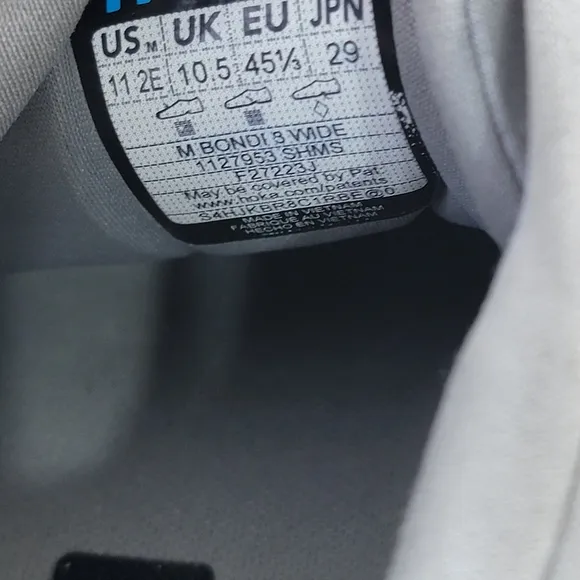 US M UK EU JPN
11 2E 10.5 45⅓ 29
M BONDI 8 WIDE
1127953 SHMS
F27223J
May be covered by Pat.
www.hoka.com/patents
MADE IN VIETNAM
FABRIQUE AU VIETNAM
HECHO EN VIETNAM